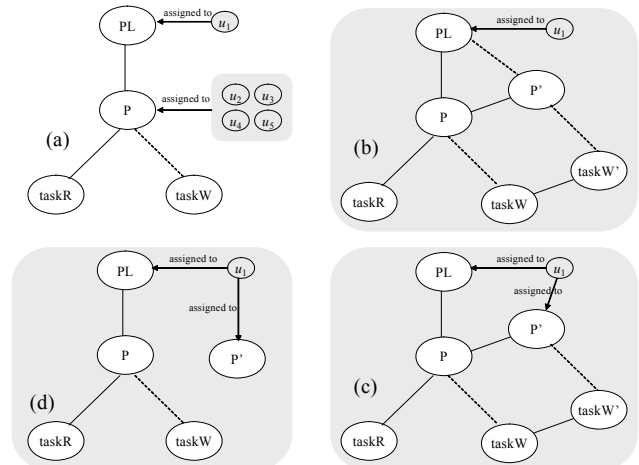 assigned to
PL
u1
assigned to
P
u2
u3
u4
u5
(a)
taskR
taskW
assigned to
PL
u1
P'
P
(b)
taskW'
taskR
taskW
assigned to
PL
u1
assigned to
P
P'
(d)
taskR
taskW
assigned to
PL
u1
assigned to
P'
P
(c)
taskW'
taskR
taskW